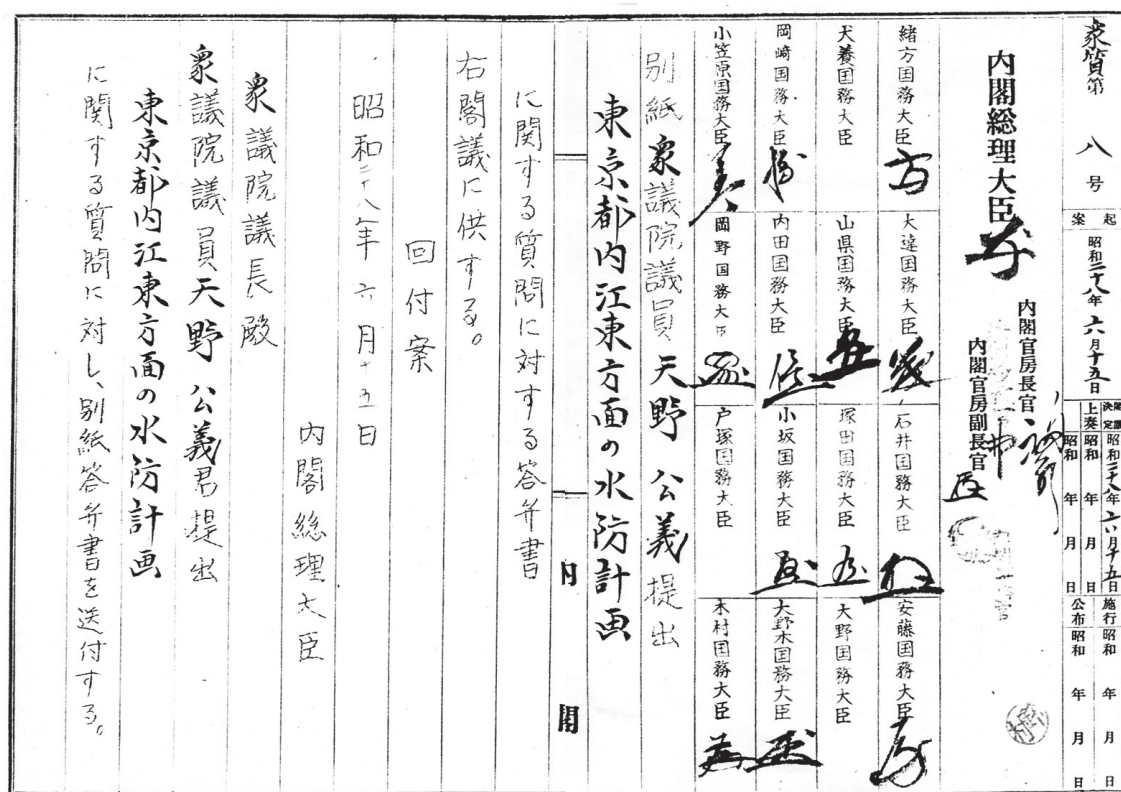 衆質第 八 号
起案 昭和二十八年 六月十五日
閣議決定 昭和二十八年 六月十五日
上奏 昭和 年 月 日
昭和 年 月 日
施行 昭和 年 月 日
公布 昭和 年 月 日
内閣総理大臣
内閣官房長官
内閣官房副長官
緒方国務大臣
大達国務大臣
石井国務大臣
安藤国務大臣
犬養国務大臣
山県国務大臣
塚田国務大臣
大野国務大臣
岡崎国務大臣
内田国務大臣
小坂国務大臣
大野木国務大臣
小笠原国務大臣
岡野国務大臣
戸塚国務大臣
木村国務大臣
別紙衆議院議員 天野 公義 提出
東京都内江東方面の水防計画
内 閣
に関する質問に対する答弁書
右閣議に供する。
回付案
昭和二十八年 六 月十五日
内閣総理大臣
衆議院議長殿
衆議院議員天野公義君提出
東京都内江東方面の水防計画
に関する質問に対し、別紙答弁書を送付する。